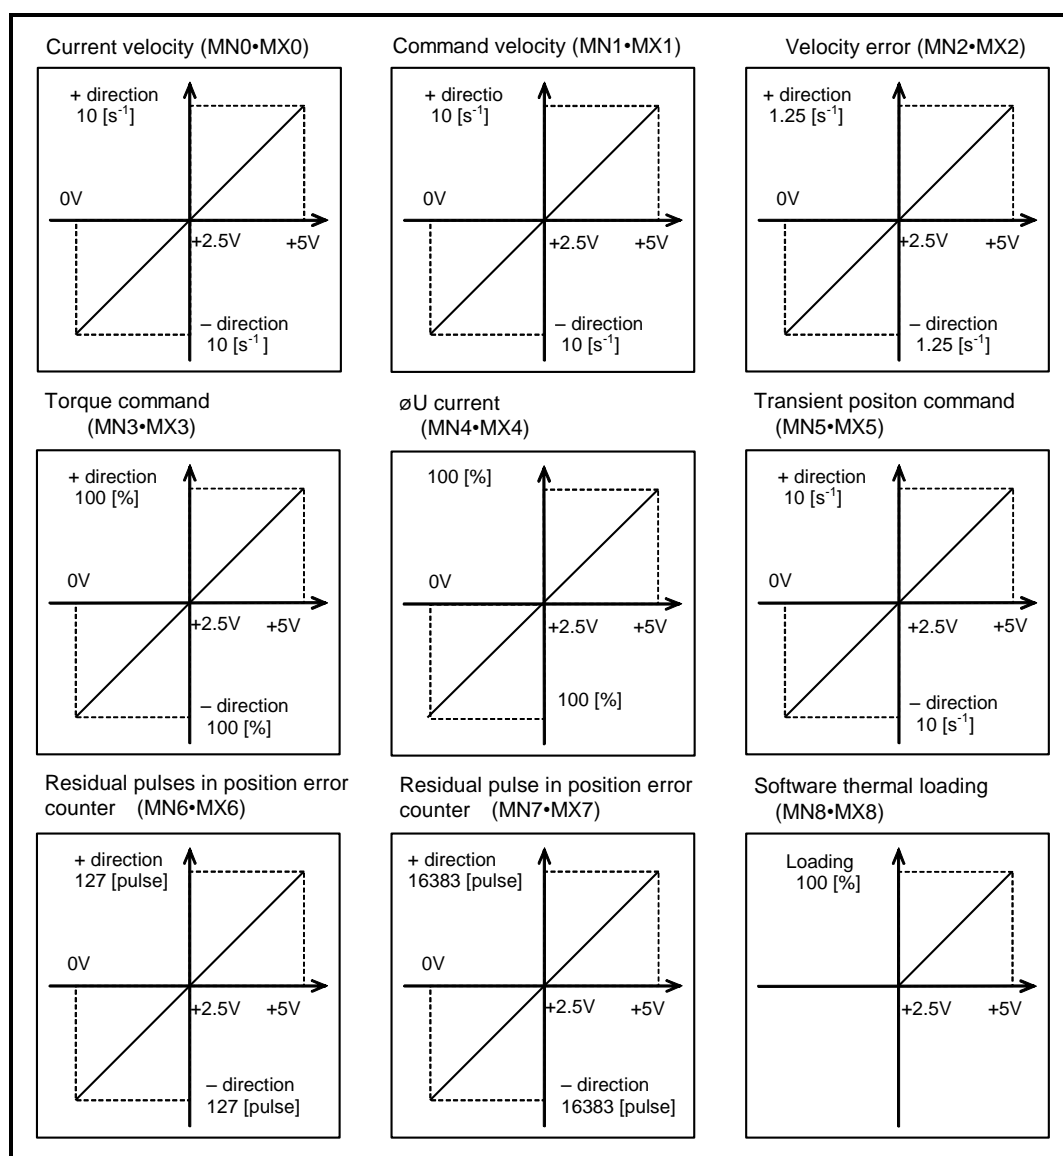 Current velocity (MN0•MX0)
+ direction
10 [s⁻¹]
0V
+2.5V
+5V
– direction
10 [s⁻¹ ]
Command velocity (MN1•MX1)
+ directio
10 [s⁻¹]
0V
+2.5V
+5V
– direction
10 [s⁻¹]
Velocity error (MN2•MX2)
+ direction
1.25 [s⁻¹]
0V
+2.5V
+5V
– direction
1.25 [s⁻¹]
Torque command
(MN3•MX3)
+ direction
100 [%]
0V
+2.5V
+5V
– direction
100 [%]
øU current
(MN4•MX4)
100 [%]
0V
+2.5V
+5V
100 [%]
Transient positon command
(MN5•MX5)
+ direction
10 [s⁻¹]
0V
+2.5V
+5V
– direction
10 [s⁻¹]
Residual pulses in position error
counter (MN6•MX6)
+ direction
127 [pulse]
0V
+2.5V
+5V
– direction
127 [pulse]
Residual pulse in position error
counter (MN7•MX7)
+ direction
16383 [pulse]
0V
+2.5V
+5V
– direction
16383 [pulse]
Software thermal loading
(MN8•MX8)
Loading
100 [%]
+2.5V
+5V